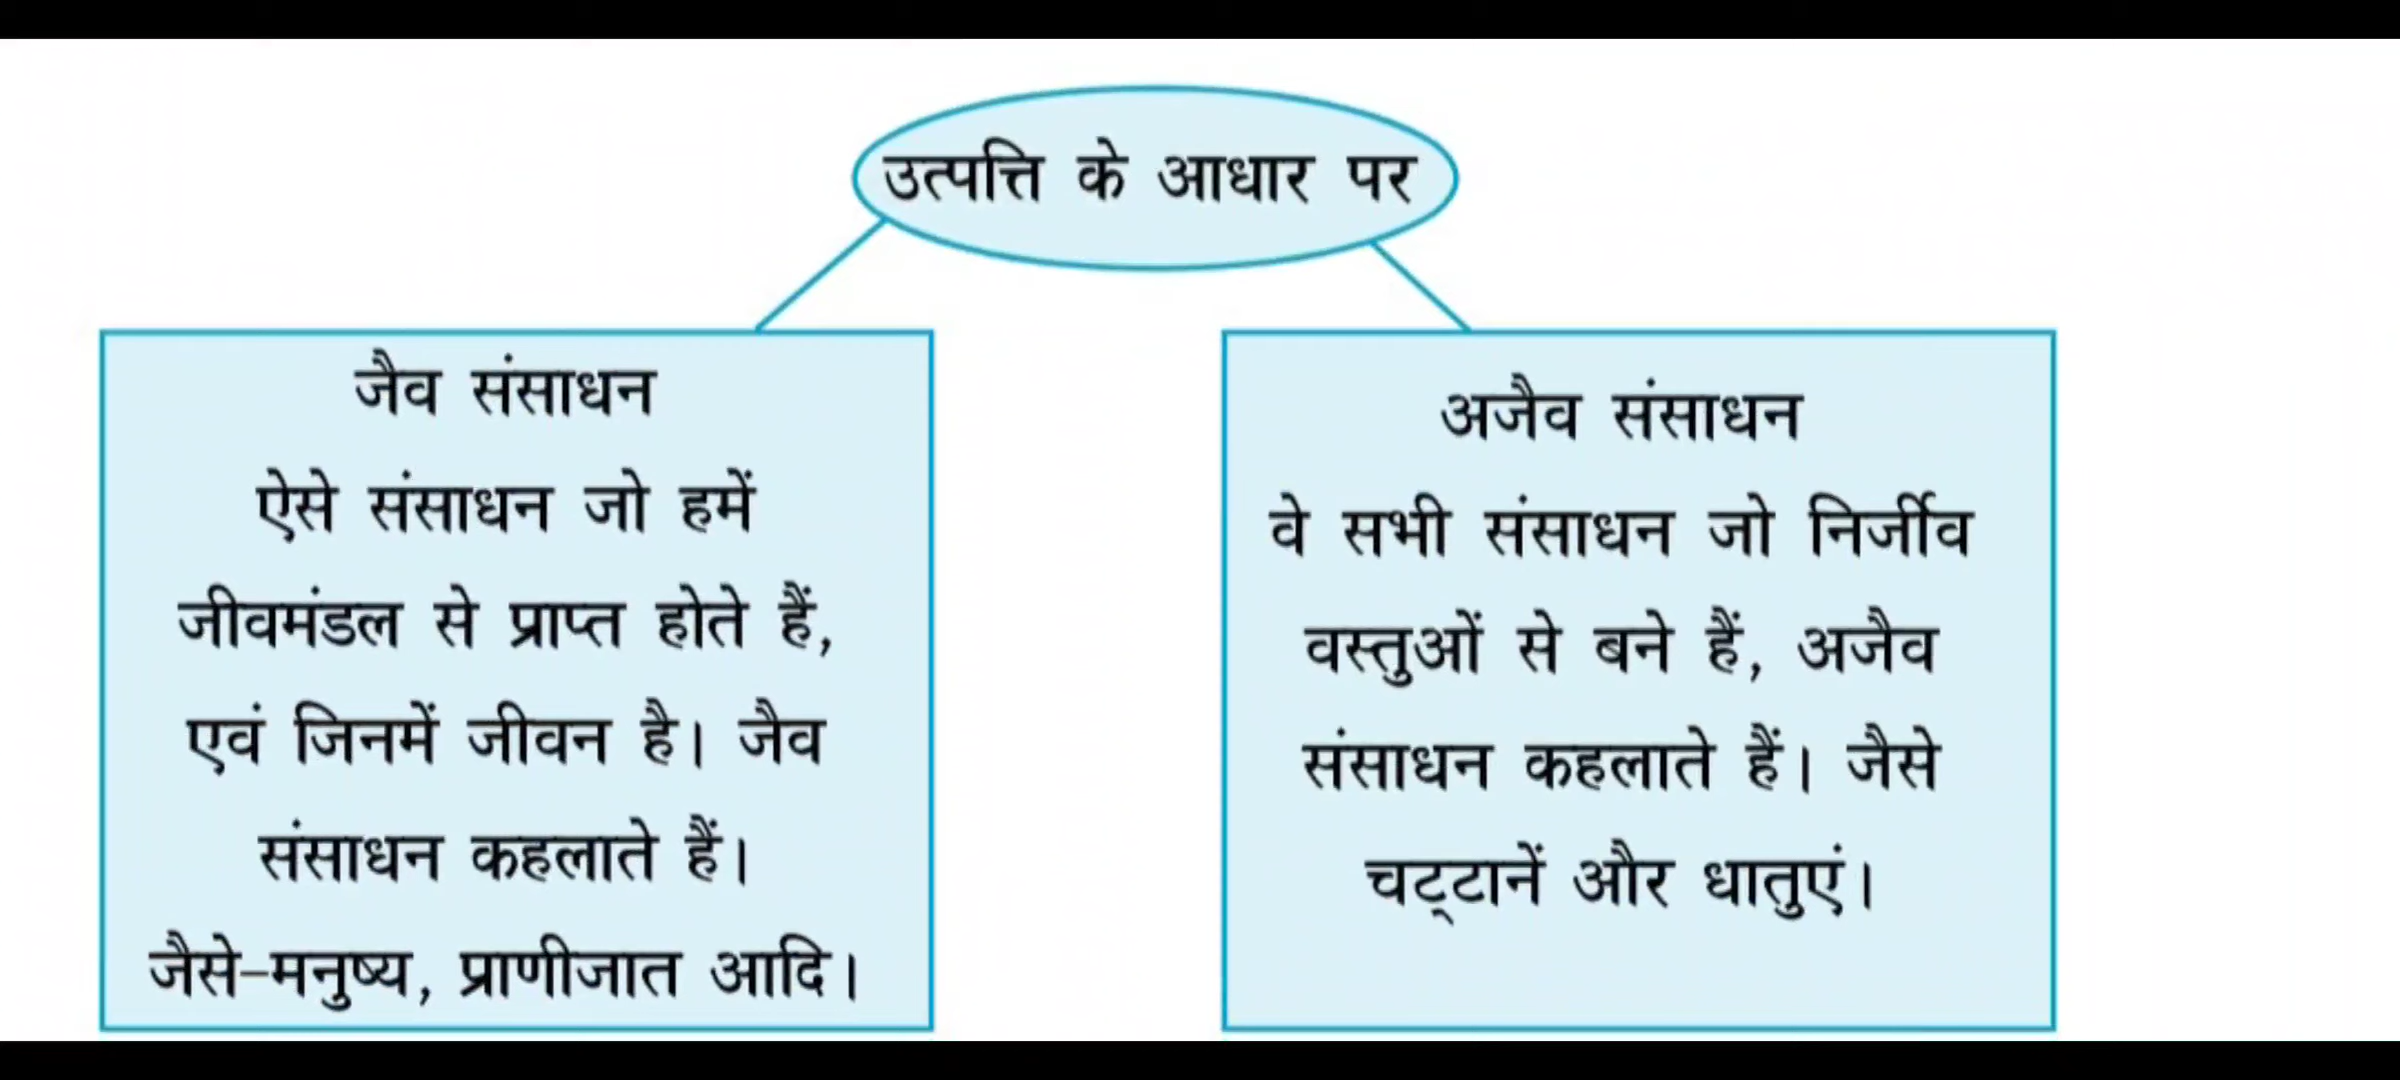 उत्पत्ति के आधार पर
जैव संसाधन
ऐसे संसाधन जो हमें
जीवमंडल से प्राप्त होते हैं,
एवं जिनमें जीवन है। जैव
संसाधन कहलाते हैं।
जैसे-मनुष्य, प्राणीजात आदि।
अजैव संसाधन
वे सभी संसाधन जो निर्जीव
वस्तुओं से बने हैं, अजैव
संसाधन कहलाते हैं। जैसे
चट्‌टानें और धातुएं।